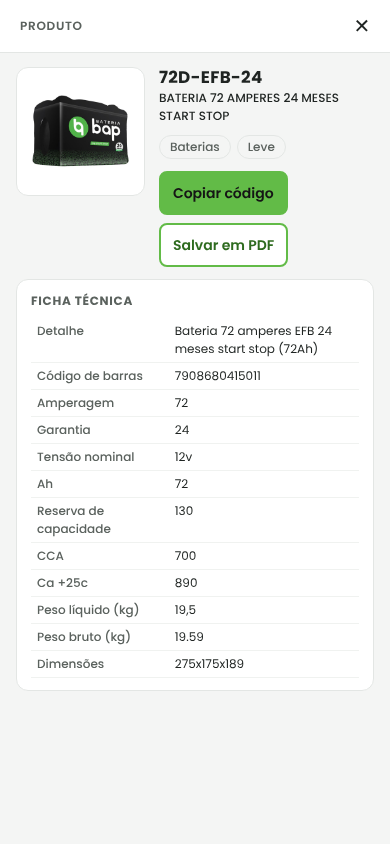 PRODUTO
72D-EFB-24
BATERIA 72 AMPERES 24 MESES
START STOP
BATERIA
bap
Baterias
Leve
Copiar código
Salvar em PDF
FICHA TÉCNICA
Detalhe
Bateria 72 amperes EFB 24
meses start stop (72Ah)
Código de barras
7908680415011
Amperagem
72
Garantia
24
Tensão nominal
12v
Ah
72
Reserva de
capacidade
130
CCA
700
Ca +25c
890
Peso líquido (kg)
19,5
Peso bruto (kg)
19.59
Dimensões
275x175x189